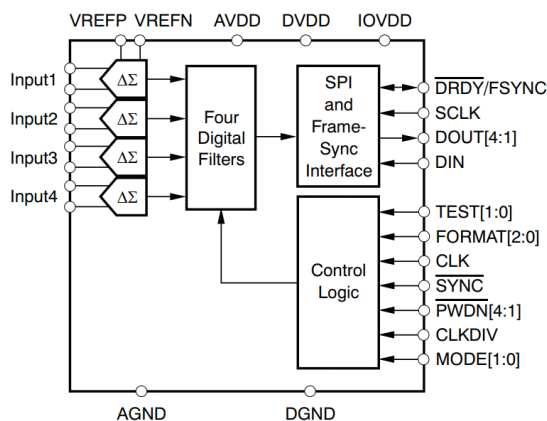 VREFP VREFN AVDD DVDD IOVDD
Input1
Input2
Input3
Input4
ΔΣ
ΔΣ
ΔΣ
ΔΣ
Four
Digital
Filters
SPI
and
Frame-
Sync
Interface
Control
Logic
DRDY/FSYNC
SCLK
DOUT[4:1]
DIN
TEST[1:0]
FORMAT[2:0]
CLK
SYNC
PWDN[4:1]
CLKDIV
MODE[1:0]
AGND DGND